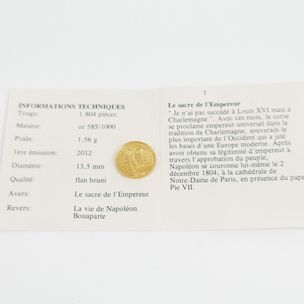 INFORMATIONS TECHNIQUES
Tirage: 1.804 pièces
Matière: or 585/1000
Poids: 1,56 g
1ère émission: 2012
Diamètre: 13,5 mm
Qualité: flan bruni
Avers: Le sacre de l'Empereur
Revers: La vie de Napoléon
Bonaparte
1
Le sacre de l'Empereur
" Je n'ai pas succédé à Louis XVI mais à
Charlemagne ". Avec ces mots, le corse
se proclame empereur universel dans la
tradition de Charlemagne, souverain le
plus important de l'Occident qui a jeté
les bases d'une Europe moderne. Après
avoir obtenu sa légitimité d'empereur à
travers l'approbation du peuple,
Napoléon se couronne lui-même le 2
décembre 1804, à la cathédrale de
Notre-Dame de Paris, en présence du pape
Pie VII.